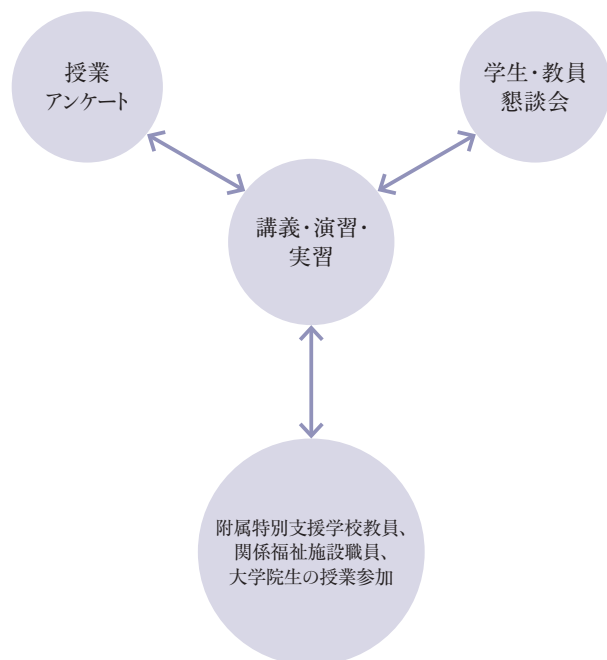 授業
アンケート
学生・教員
懇談会
講義・演習・
実習
附属特別支援学校教員、
関係福祉施設職員、
大学院生の授業参加